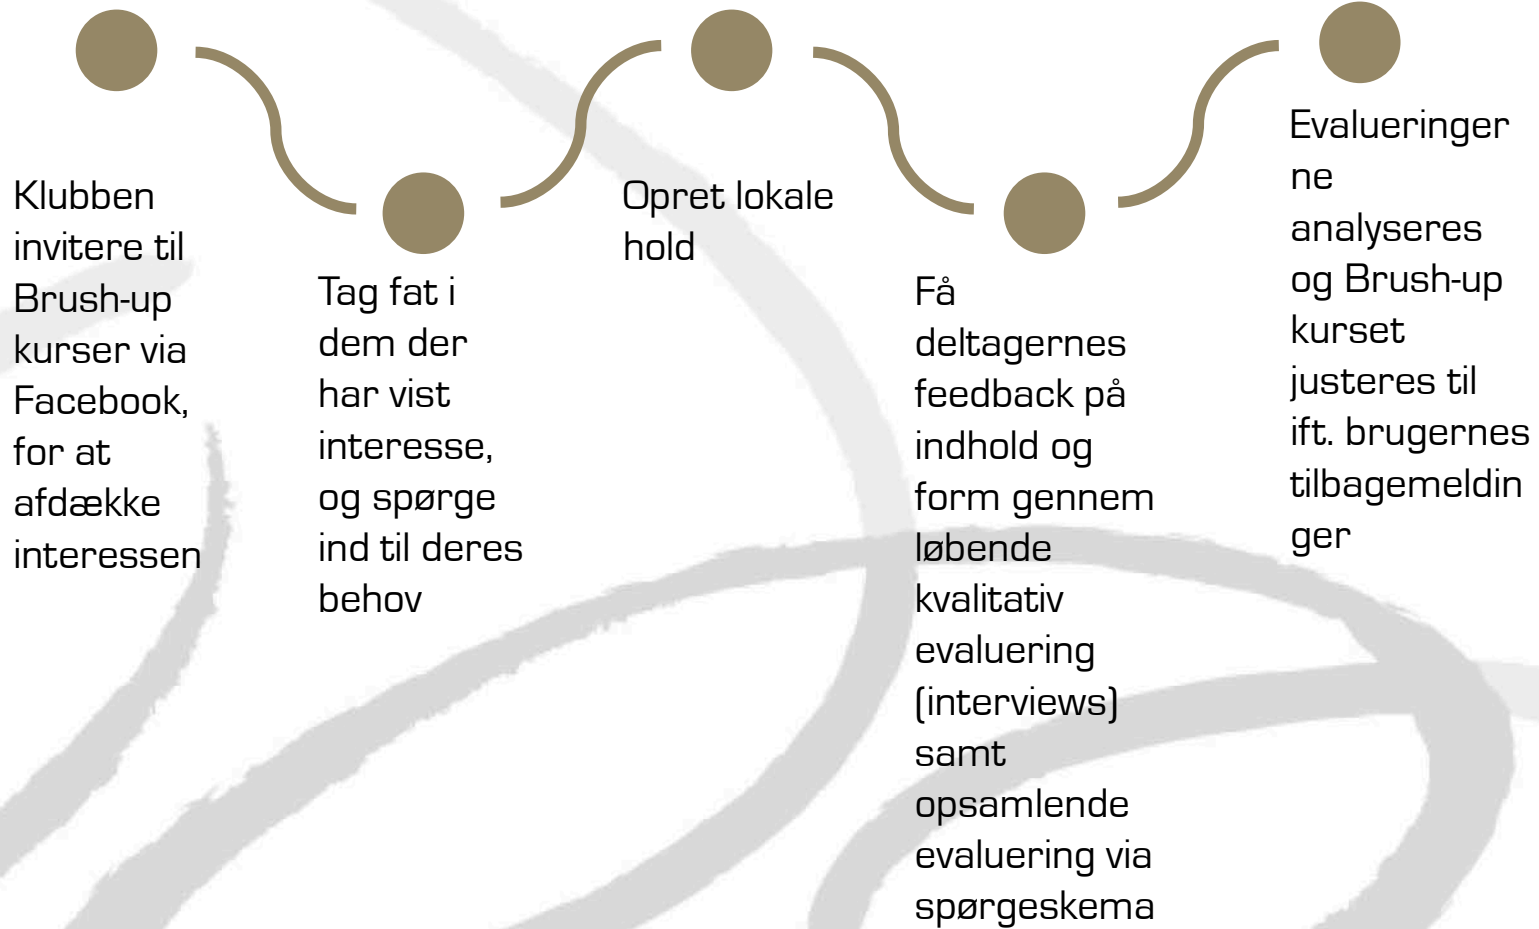 Klubben
invitere til
Brush-up
kurser via
Facebook,
for at
afdække
interessen
Tag fat i
dem der
har vist
interesse,
og spørge
ind til deres
behov
Opret lokale
hold
Få
deltagernes
feedback på
indhold og
form gennem
løbende
kvalitativ
evaluering
(interviews)
samt
opsamlende
evaluering via
spørgeskema
Evalueringer
ne
analyseres
og Brush-up
kurset
justeres til
ift. brugernes
tilbagemeldin
ger